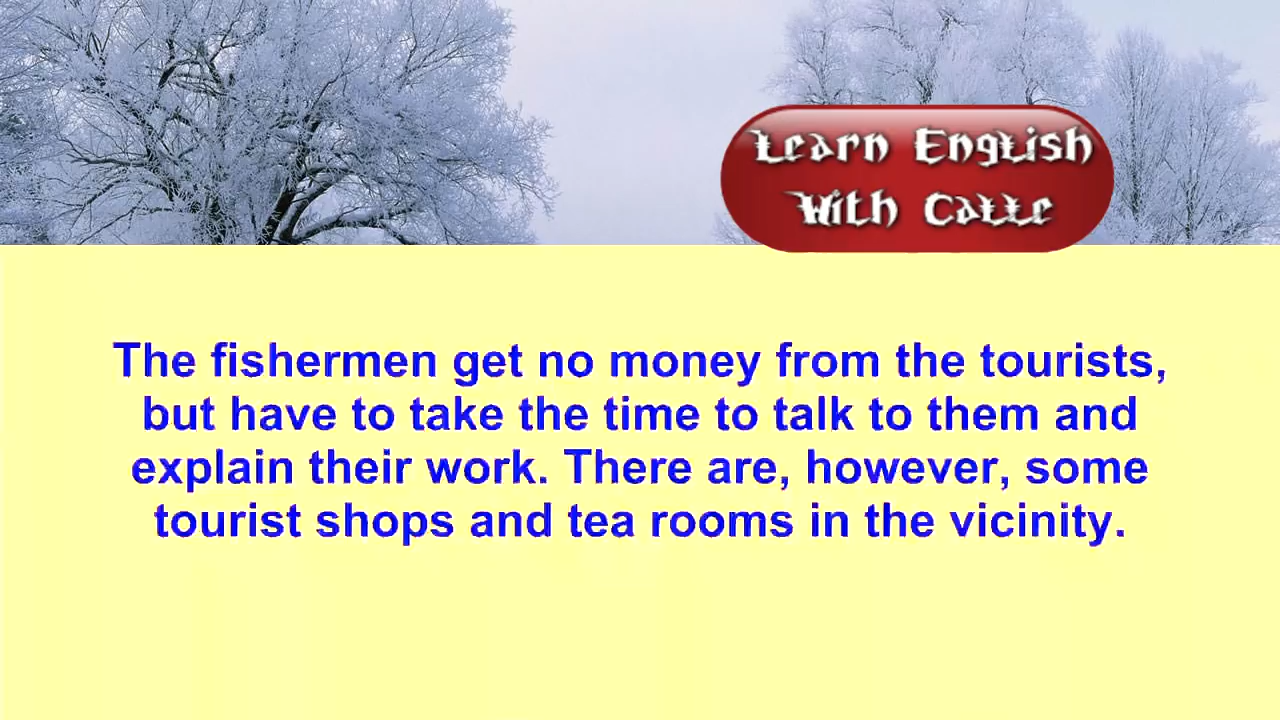 Learn English
With
The fishermen get no money from the tourists,
but have to take the time to talk to them and
explain their work. There are, however, some
tourist shops and tea rooms in the vicinity.